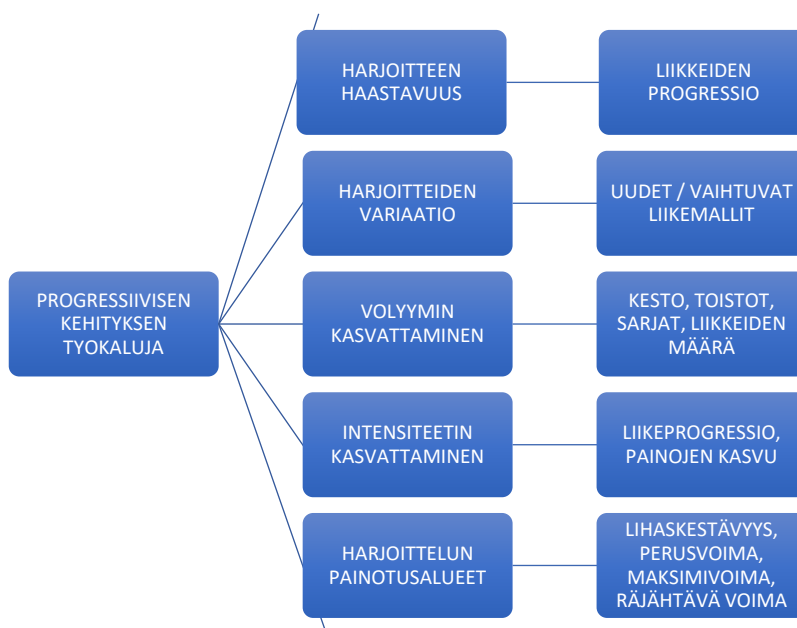 PROGRESSIIVISEN
KEHITYKSEN
TYOKALUJA
HARJOITTEEN
HAASTAVUUS
LIIKKEIDEN
PROGRESSIO
HARJOITTEIDEN
VARIAATIO
UUDET / VAIHTUVAT
LIIKEMALLIT
VOLYYMIN
KASVATTAMINEN
KESTO, TOISTOT,
SARJAT, LIIKKEIDEN
MÄÄRÄ
INTENSITEETIN
KASVATTAMINEN
LIIKEPROGRESSIO,
PAINOJEN KASVU
HARJOITTELUN
PAINOTUSALUEET
LIHASKESTÄVYYS,
PERUSVOIMA,
MAKSIMIVOIMA,
RÄJÄHTÄVÄ VOIMA